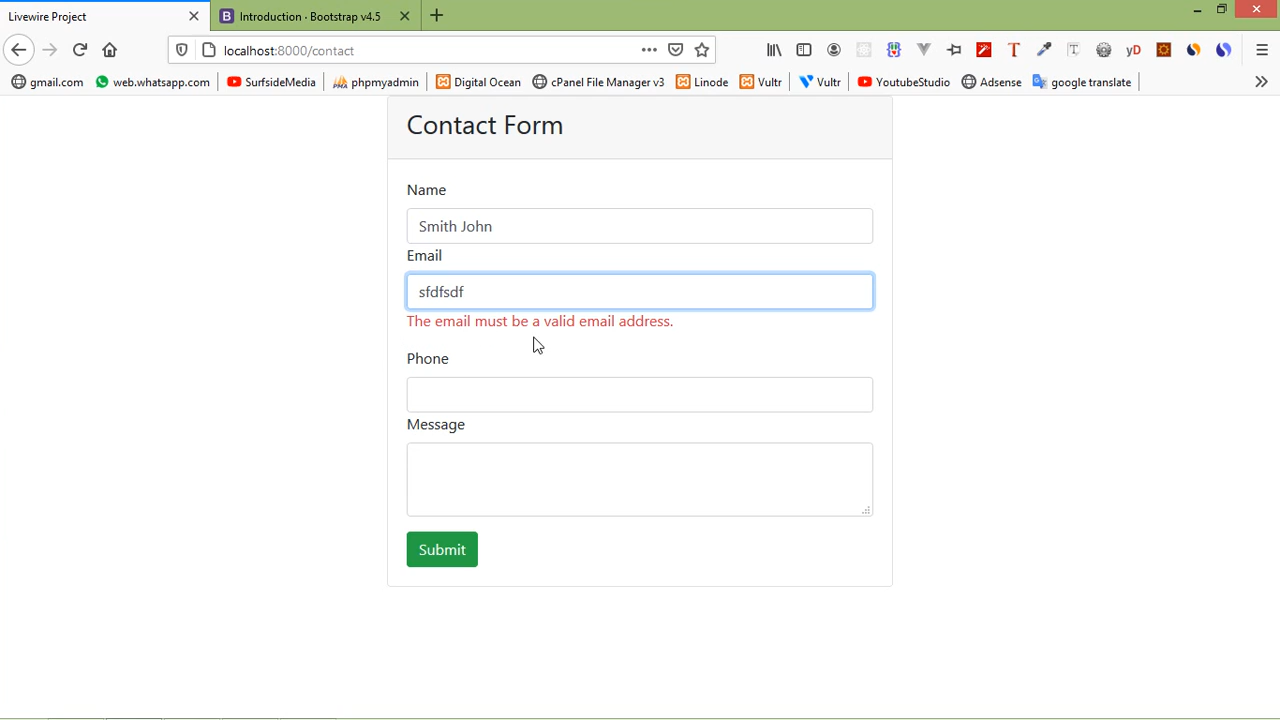 Livewire Project
Introduction · Bootstrap v4.5
localhost:8000/contact
gmail.com
web.whatsapp.com
SurfsideMedia
phpmyadmin
Digital Ocean
cPanel File Manager v3
Linode
Vultr
Vultr
YoutubeStudio
Adsense
google translate
Contact Form
Name
Smith John
Email
sfdfsdf
The email must be a valid email address.
Phone
Message
Submit